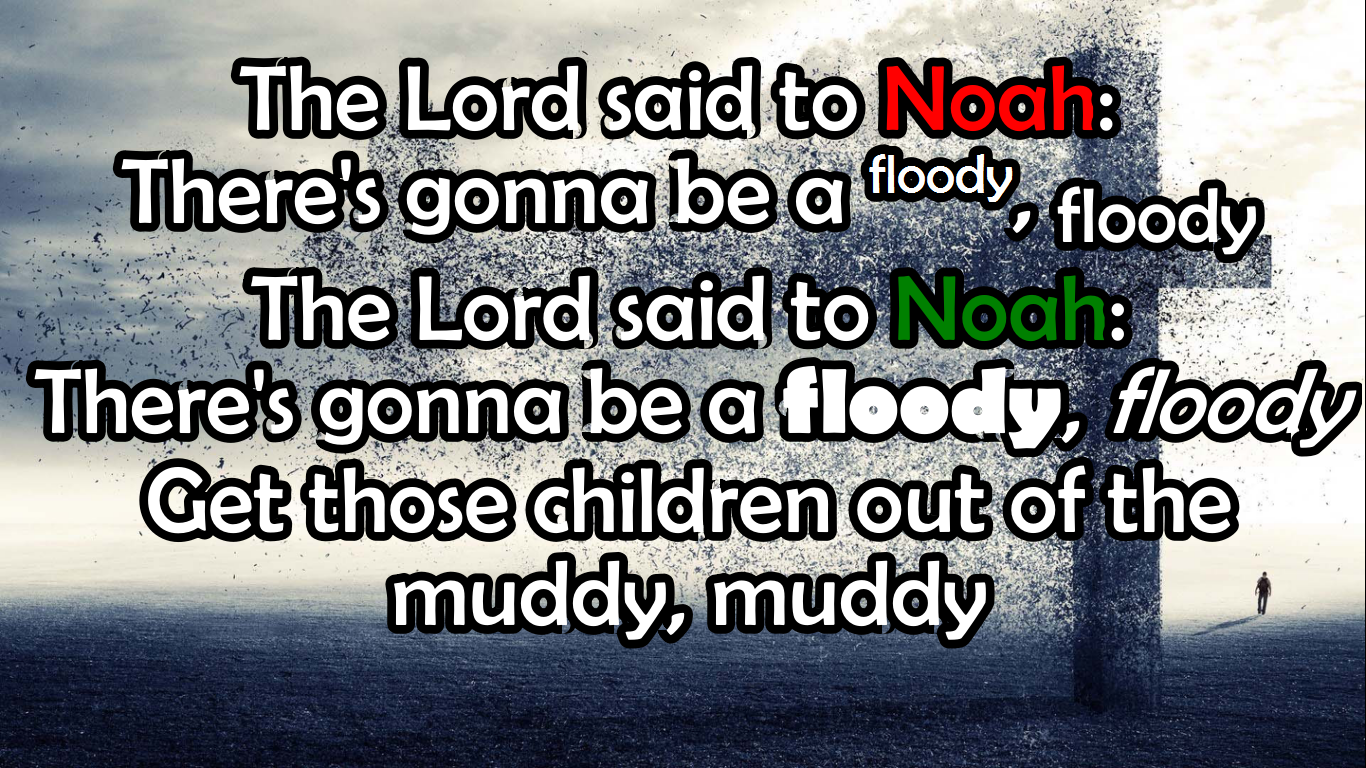 The Lord said to Noah:
There's gonna be a floody, floody
The Lord said to Noah:
There's gonna be a floody, floody
Get those children out of the
muddy, muddy